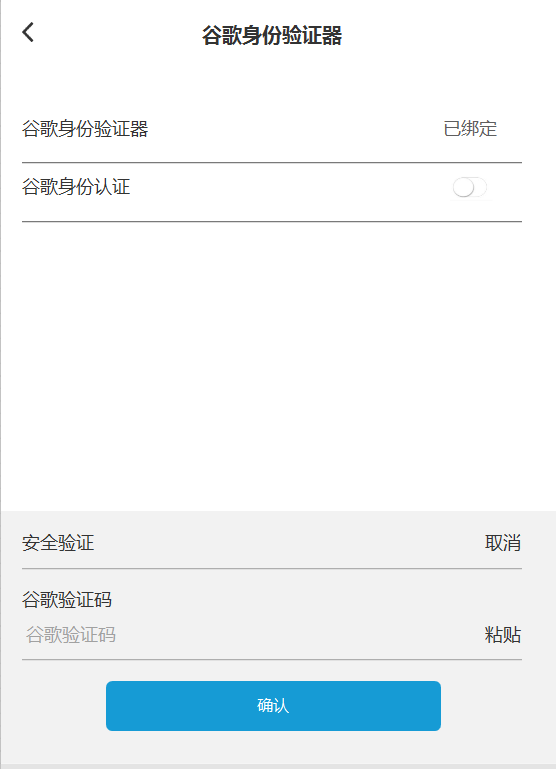 谷歌身份验证器
谷歌身份验证器 已绑定
谷歌身份认证
安全验证 取消
谷歌验证码
谷歌验证码 粘贴
确认